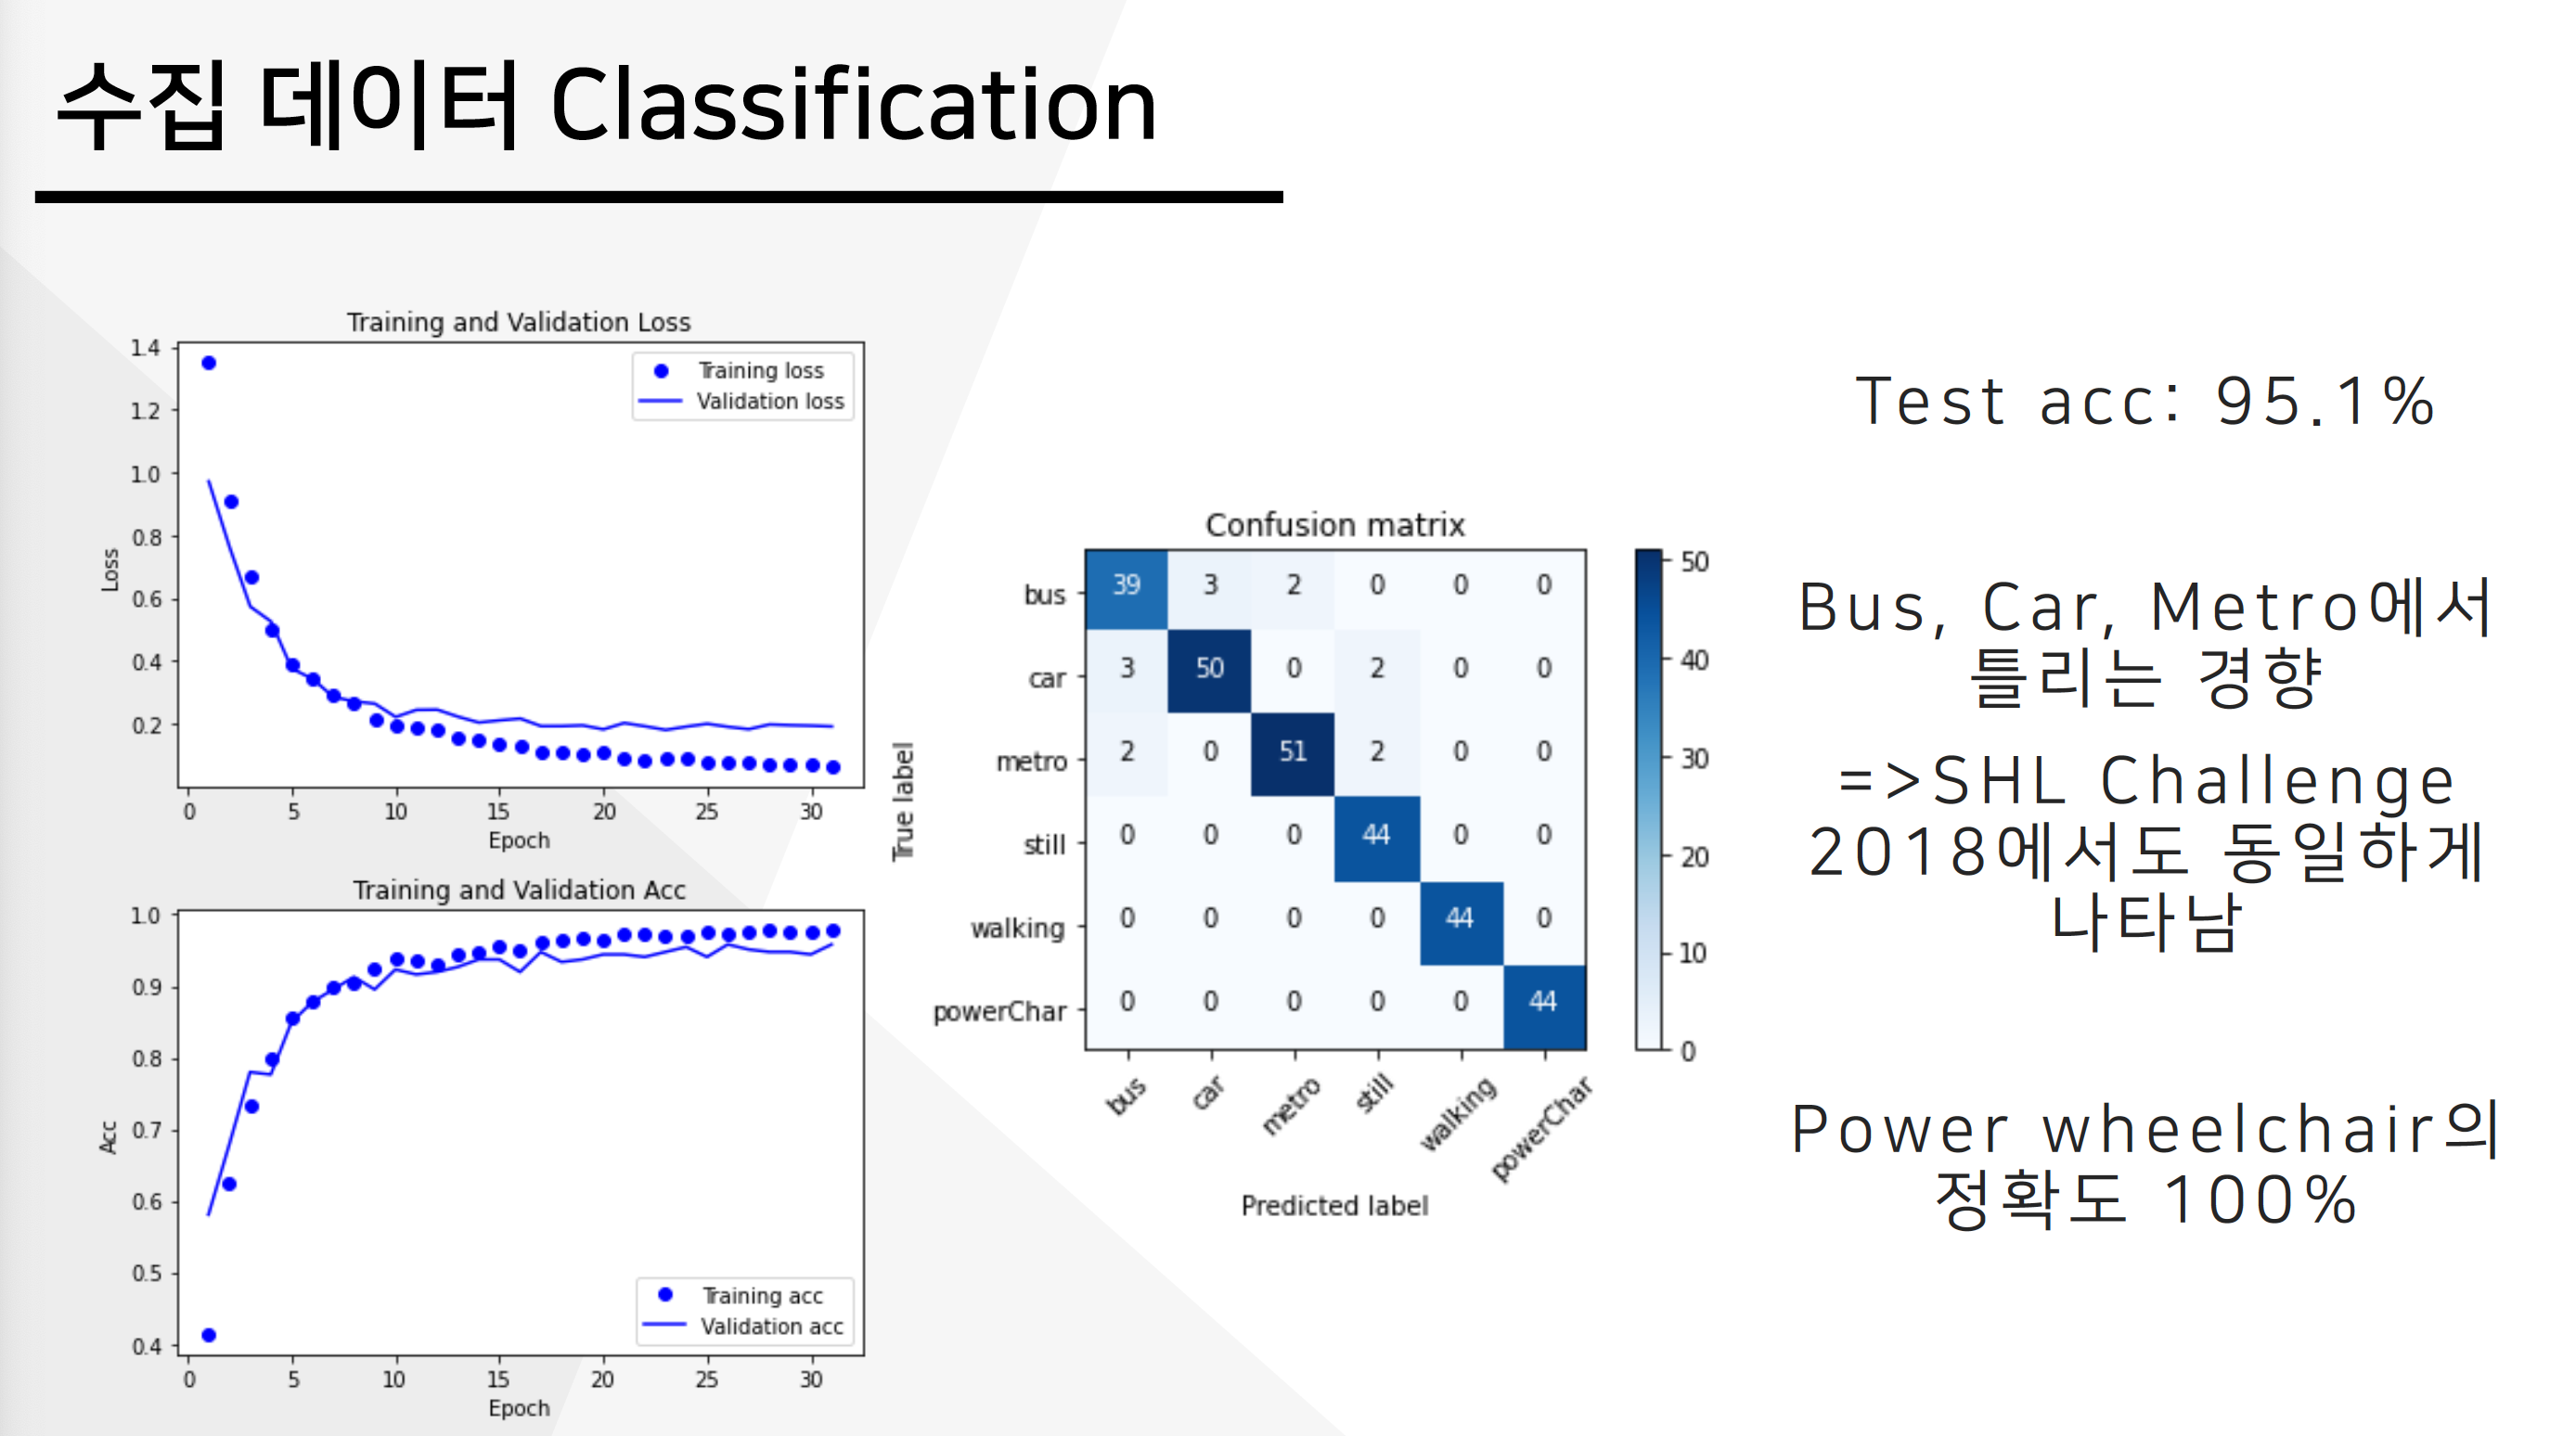 수집 데이터 Classification
Training and Validation Loss
1.4
1.2
1.0
0.8
0.6
0.4
0.2
Loss
Training loss
Validation loss
0 5 10 15 20 25 30
Epoch
Training and Validation Acc
1.0
0.9
0.8
0.7
0.6
0.5
0.4
Acc
Training acc
Validation acc
0 5 10 15 20 25 30
Epoch
Confusion matrix
True label
bus 39 3 2 0 0 0
car 3 50 0 2 0 0
metro 2 0 51 2 0 0
still 0 0 0 44 0 0
walking 0 0 0 0 44 0
powerChar 0 0 0 0 0 44
bus car metro still walking powerChar
Predicted label
50
40
30
20
10
0
Test acc: 95.1%
Bus, Car, Metro에서
틀리는 경향
=>SHL Challenge
2018에서도 동일하게
나타남
Power wheelchair의
정확도 100%